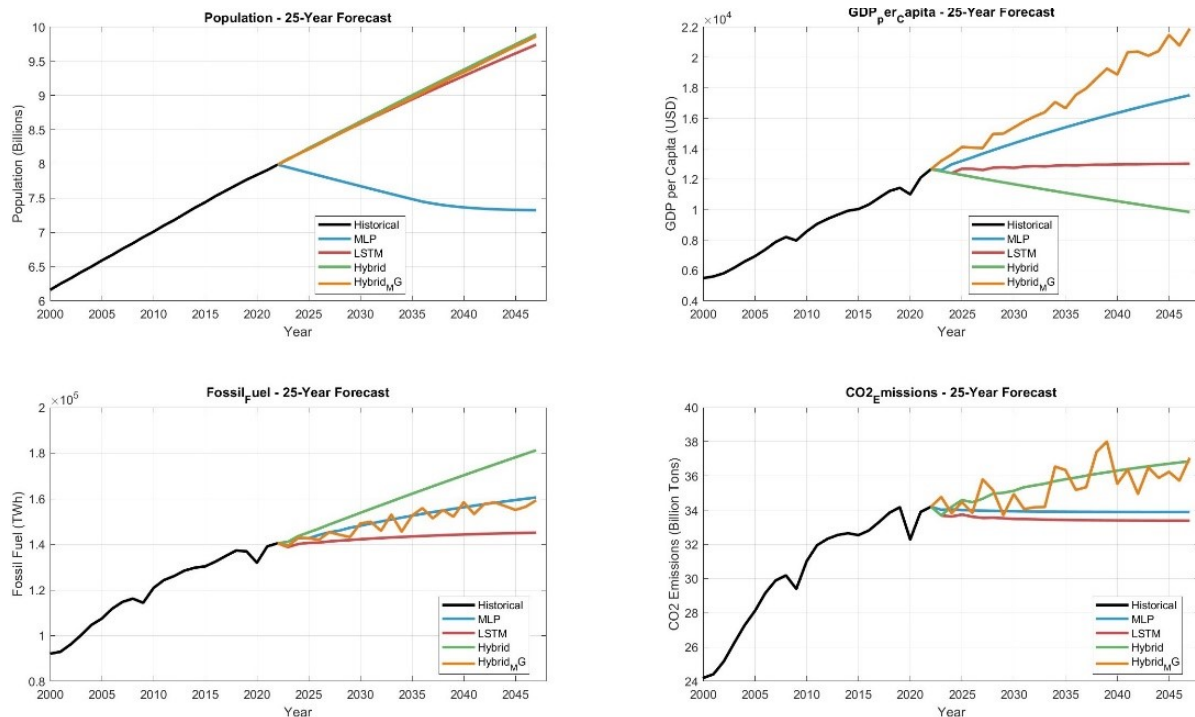 Population - 25-Year Forecast
10
9.5
9
8.5
8
7.5
7
6.5
6
Population (Billions)
Historical
MLP
LSTM
Hybrid
Hybrid_MG
2000 2005 2010 2015 2020 2025 2030 2035 2040 2045
Year
GDP_per_Capita - 25-Year Forecast
×10⁴
2.2
2
1.8
1.6
1.4
1.2
1
0.8
0.6
0.4
GDP per Capita (USD)
Historical
MLP
LSTM
Hybrid
Hybrid_MG
2000 2005 2010 2015 2020 2025 2030 2035 2040 2045
Year
Fossil_Fuel - 25-Year Forecast
×10⁵
2
1.8
1.6
1.4
1.2
1
0.8
Fossil Fuel (TWh)
Historical
MLP
LSTM
Hybrid
Hybrid_MG
2000 2005 2010 2015 2020 2025 2030 2035 2040 2045
Year
CO2_Emissions - 25-Year Forecast
40
38
36
34
32
30
28
26
24
CO2 Emissions (Billion Tons)
Historical
MLP
LSTM
Hybrid
Hybrid_MG
2000 2005 2010 2015 2020 2025 2030 2035 2040 2045
Year